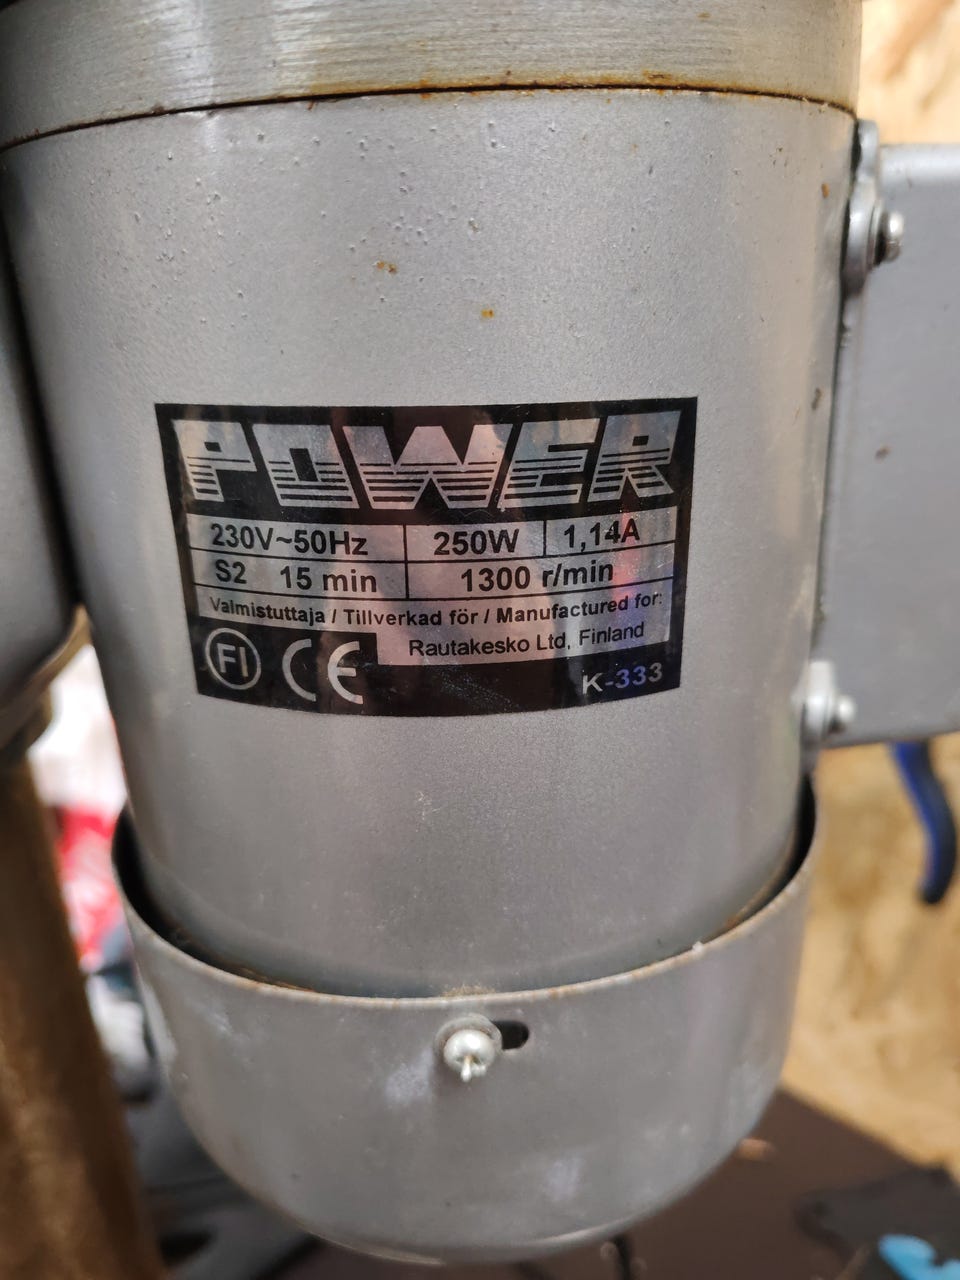 POWER
230V~50Hz 250W 1,14A
S2 15 min 1300 r/min
Valmistuttaja / Tillverkad för / Manufactured for:
Rautakesko Ltd, Finland
FI CE
K-333